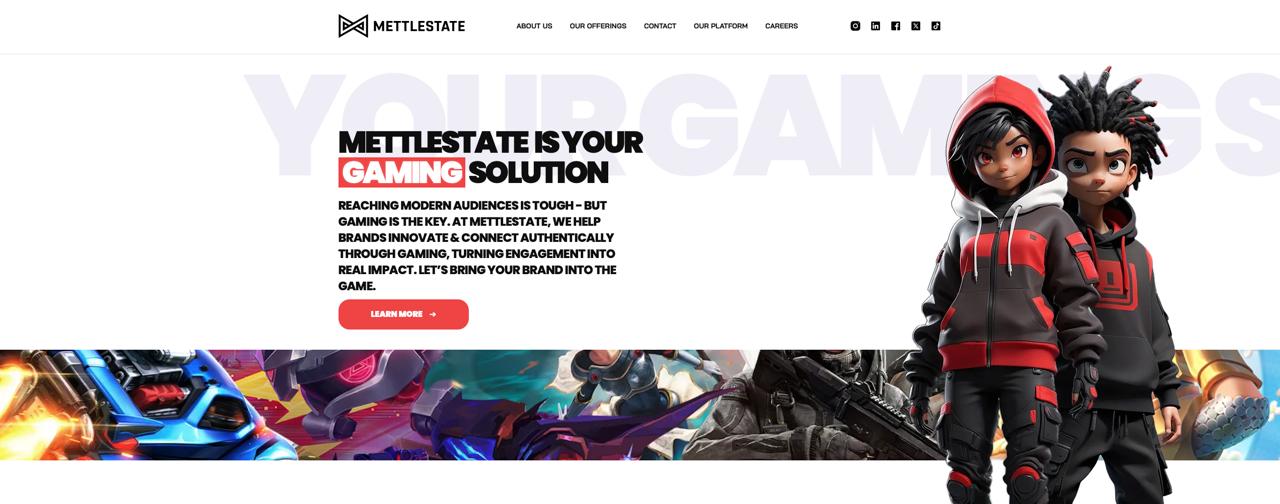 METTLESTATE
ABOUT US
OUR OFFERINGS
CONTACT
OUR PLATFORM
CAREERS
YOURGAMINGS
METTLESTATE IS YOUR
GAMING SOLUTION
REACHING MODERN AUDIENCES IS TOUGH – BUT
GAMING IS THE KEY. AT METTLESTATE, WE HELP
BRANDS INNOVATE & CONNECT AUTHENTICALLY
THROUGH GAMING, TURNING ENGAGEMENT INTO
REAL IMPACT. LET’S BRING YOUR BRAND INTO THE
GAME.
LEARN MORE →